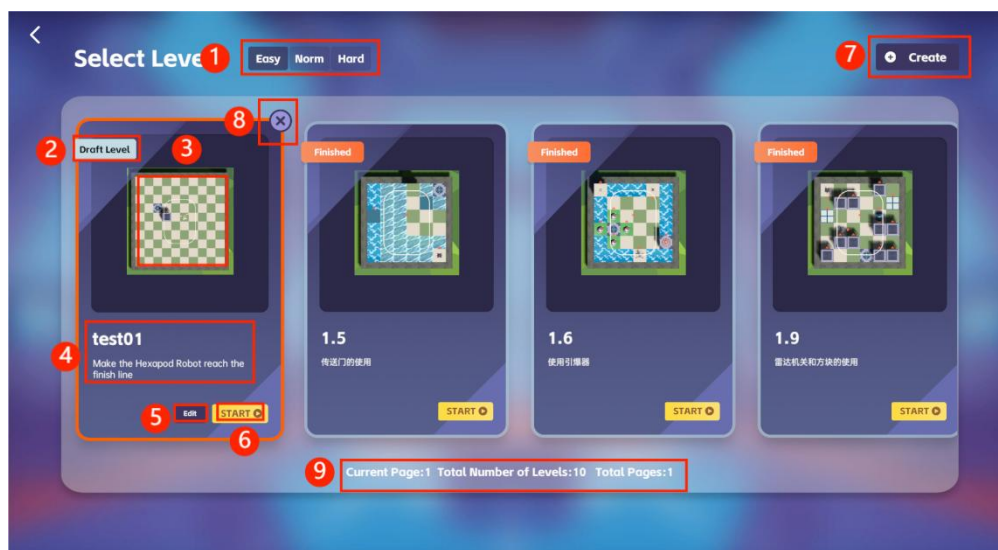 Select Leve
1
Easy Norm Hard
7
Create
8
2
Draft Level
3
Finished
Finished
Finished
4
test01
Make the Hexapod Robot reach the
finish line
1.5
传送门的使用
1.6
使用引爆器
1.9
雷达机关和方块的使用
5
Edit
START
6
START
START
START
9
Current Page:1 Total Number of Levels:10 Total Pages:1